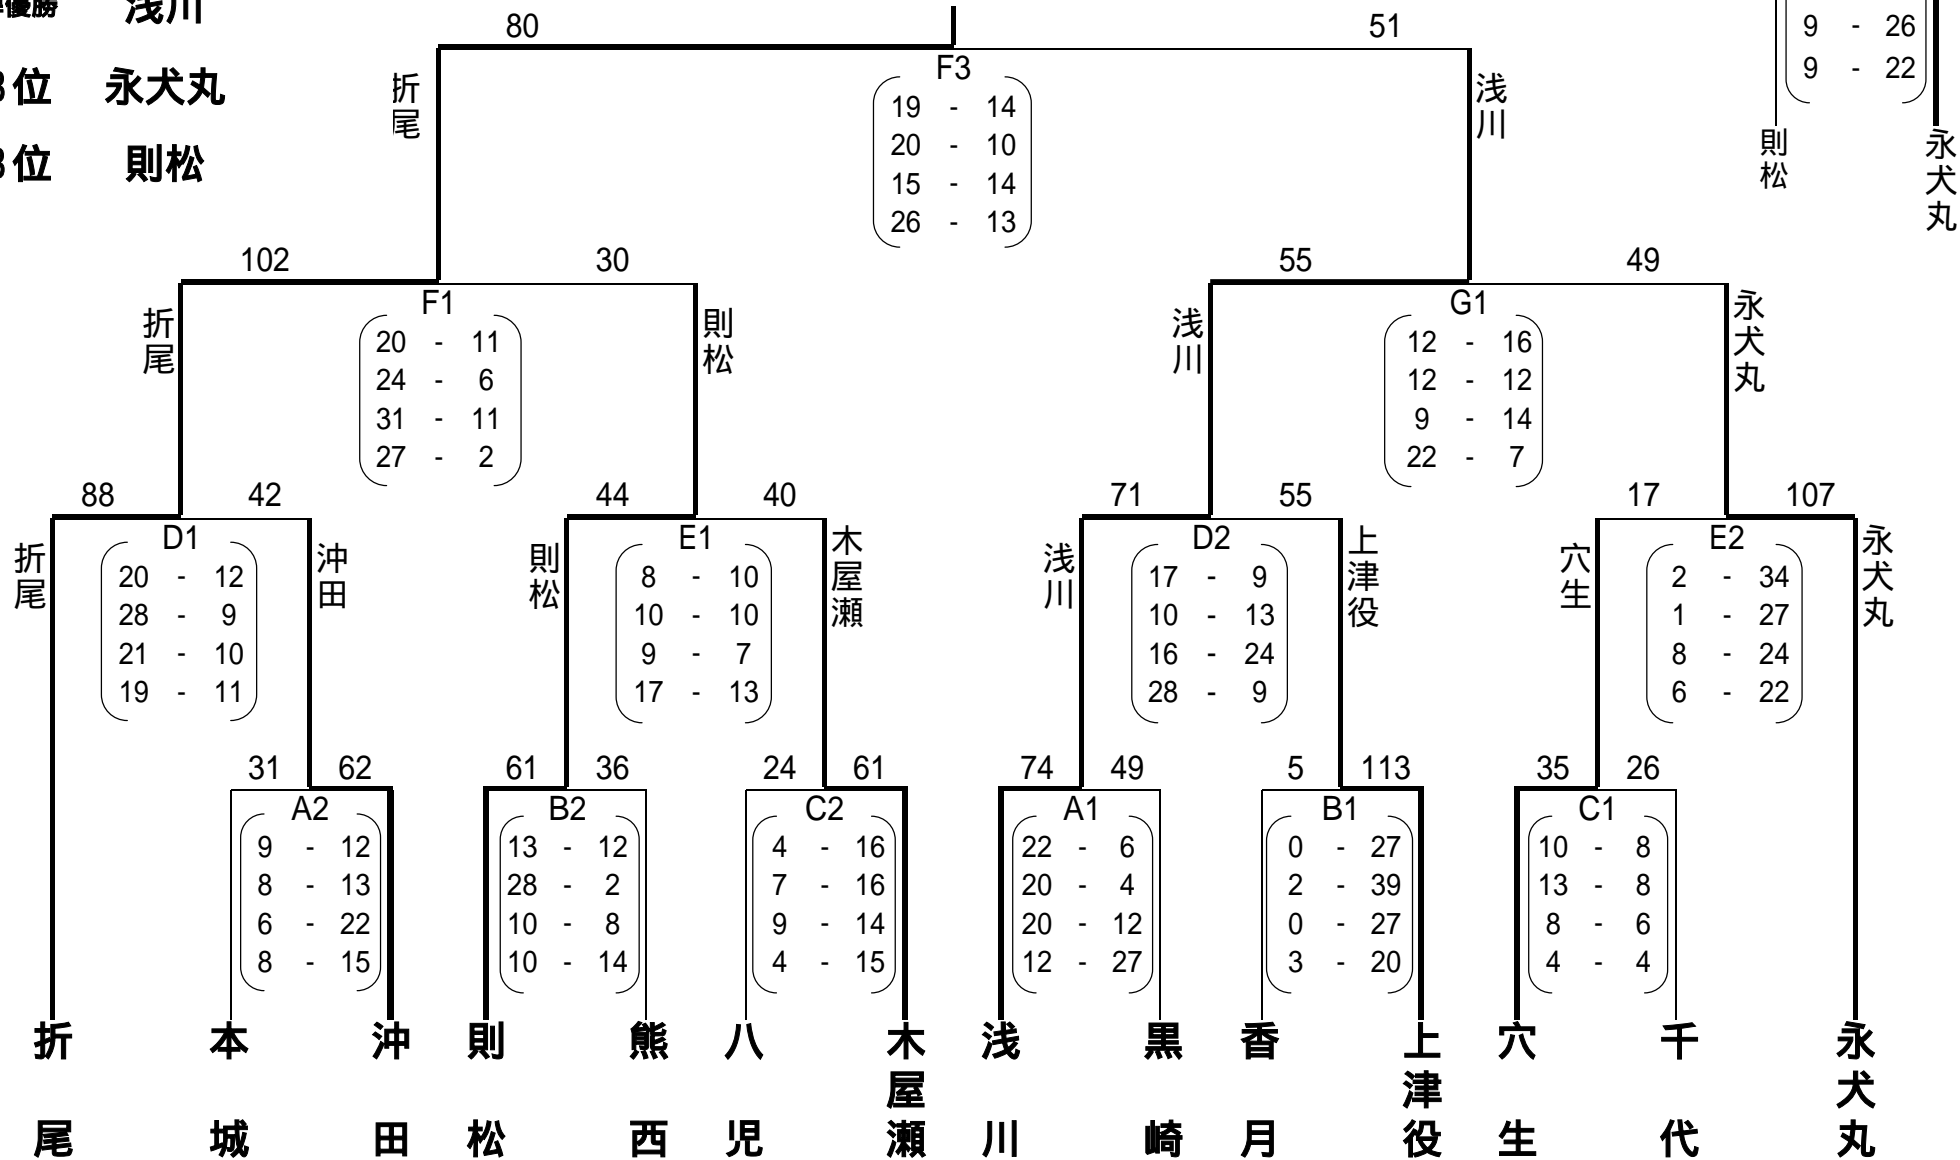 準優勝 浅川
80 51
9 - 26
9 - 22
3位 永犬丸
3位 則松
折尾 F3 浅川
19 - 14
20 - 10
15 - 14
26 - 13
則松 永犬丸
102 30 55 49
折尾 F1 則松 浅川 G1 永犬丸
20 - 11 12 - 16
24 - 6 12 - 12
31 - 11 9 - 14
27 - 2 22 - 7
88 42 44 40 71 55 17 107
折尾 D1 沖田 則松 E1 木屋瀬 浅川 D2 上津役 穴生 E2 永犬丸
20 - 12 8 - 10 17 - 9 2 - 34
28 - 9 10 - 10 10 - 13 1 - 27
21 - 10 9 - 7 16 - 24 8 - 24
19 - 11 17 - 13 28 - 9 6 - 22
31 62 61 36 24 61 74 49 5 113 35 26
A2 B2 C2 A1 B1 C1
9 - 12 13 - 12 4 - 16 22 - 6 0 - 27 10 - 8
8 - 13 28 - 2 7 - 16 20 - 4 2 - 39 13 - 8
6 - 22 10 - 8 9 - 14 20 - 12 0 - 27 8 - 6
8 - 15 10 - 14 4 - 15 12 - 27 3 - 20 4 - 4
折尾 本城 沖田 則松 熊西 八児 木屋瀬 浅川 黒崎 香月 上津役 穴生 千代 永犬丸